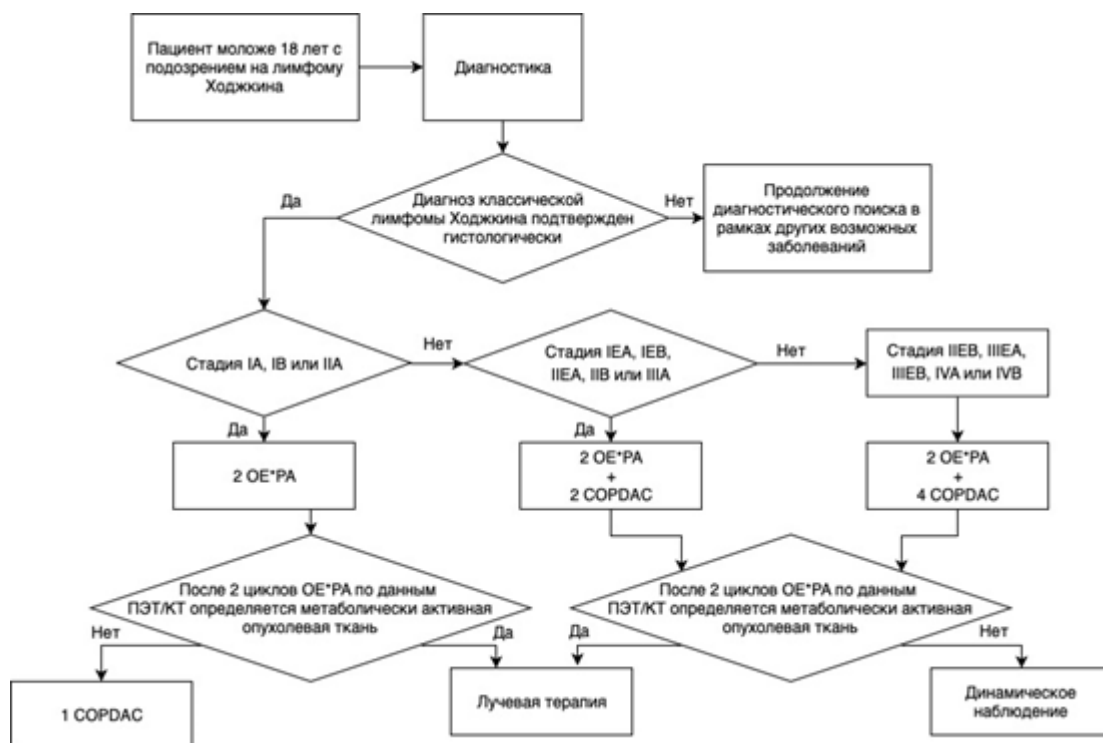 Пациент моложе 18 лет с
подозрением на лимфому
Ходжкина
Диагностика
Диагноз классической
лимфомы Ходжкина подтвержден
гистологически
Да
Нет
Продолжение
диагностического поиска в
рамках других возможных
заболеваний
Стадия IA, IB или IIA
Нет
Стадия IEA, IEB,
IIEA, IIB или IIIA
Нет
Стадия IIEB, IIIEA,
IIIEB, IVA или IVB
Да
Да
2 OE*PA
2 OE*PA
+
2 COPDAC
2 OE*PA
+
4 COPDAC
После 2 циклов OE*PA по данным
ПЭТ/КТ определяется метаболически активная
опухолевая ткань
После 2 циклов OE*PA по данным
ПЭТ/КТ определяется метаболически активная
опухолевая ткань
Нет
Да
Да
Нет
1 COPDAC
Лучевая терапия
Динамическое
наблюдение